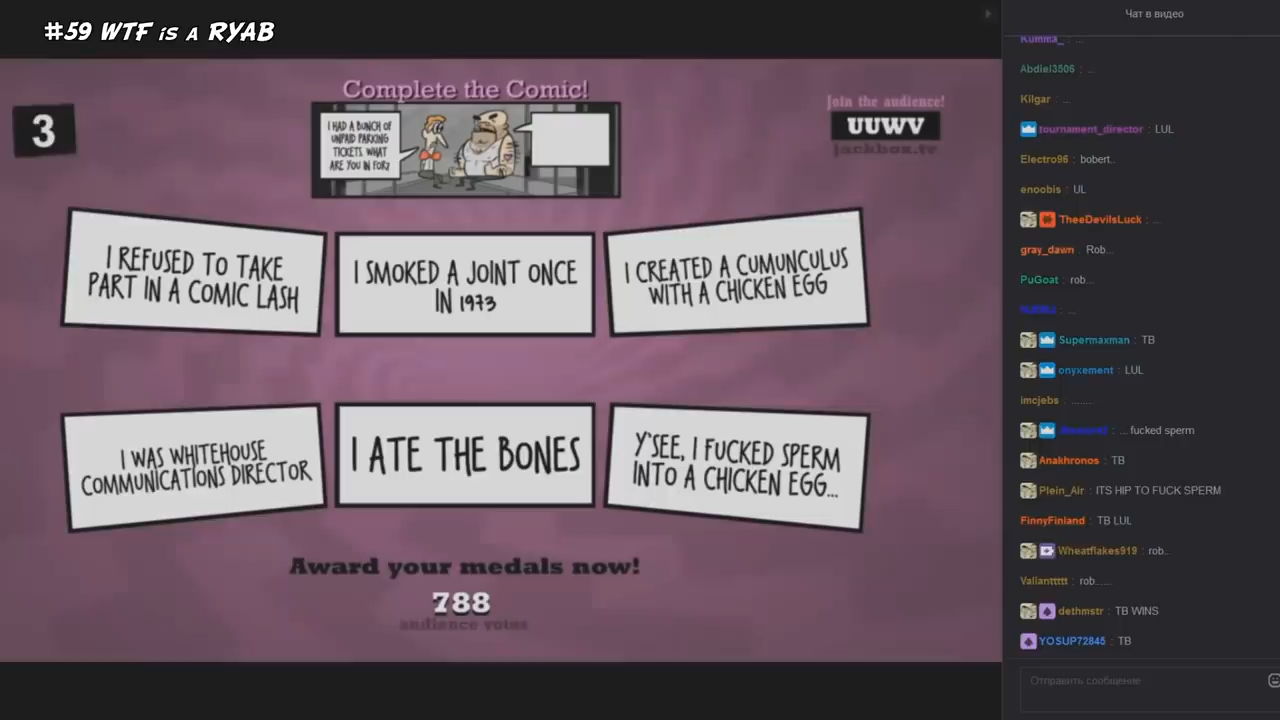 #59 WTF IS A RYAB
Чат в видео
3
Complete the Comic!
I HAD A BUNCH OF
UNPAID PARKING
TICKETS. WHAT
ARE YOU IN FOR?
Join the audience!
UUWV
jackbox.tv
I REFUSED TO TAKE
PART IN A COMIC LASH
I SMOKED A JOINT ONCE
IN 1973
I CREATED A CUMUNCULUS
WITH A CHICKEN EGG
I WAS WHITEHOUSE
COMMUNICATIONS DIRECTOR
I ATE THE BONES
Y'SEE, I FUCKED SPERM
INTO A CHICKEN EGG...
Award your medals now!
788
audience votes
Rumma_ : ...
Abdiel3506 : ...
Kilgar : ...
tournament_director : LUL
Electro96 : bobert..
enoobis : UL
TheeDevilsLuck : ...
gray_dawn : Rob...
PuGoat : rob...
: ...
Supermaxman : TB
onyxement : LUL
imcjebs : ........
: ... fucked sperm
Anakhronos : TB
Plein_Air : ITS HIP TO FUCK SPERM
FinnyFinland : TB LUL
Wheatflakes919 : rob..
Valianttttt : rob.....
dethmstr : TB WINS
YOSUP72845 : TB
Отправить сообщение